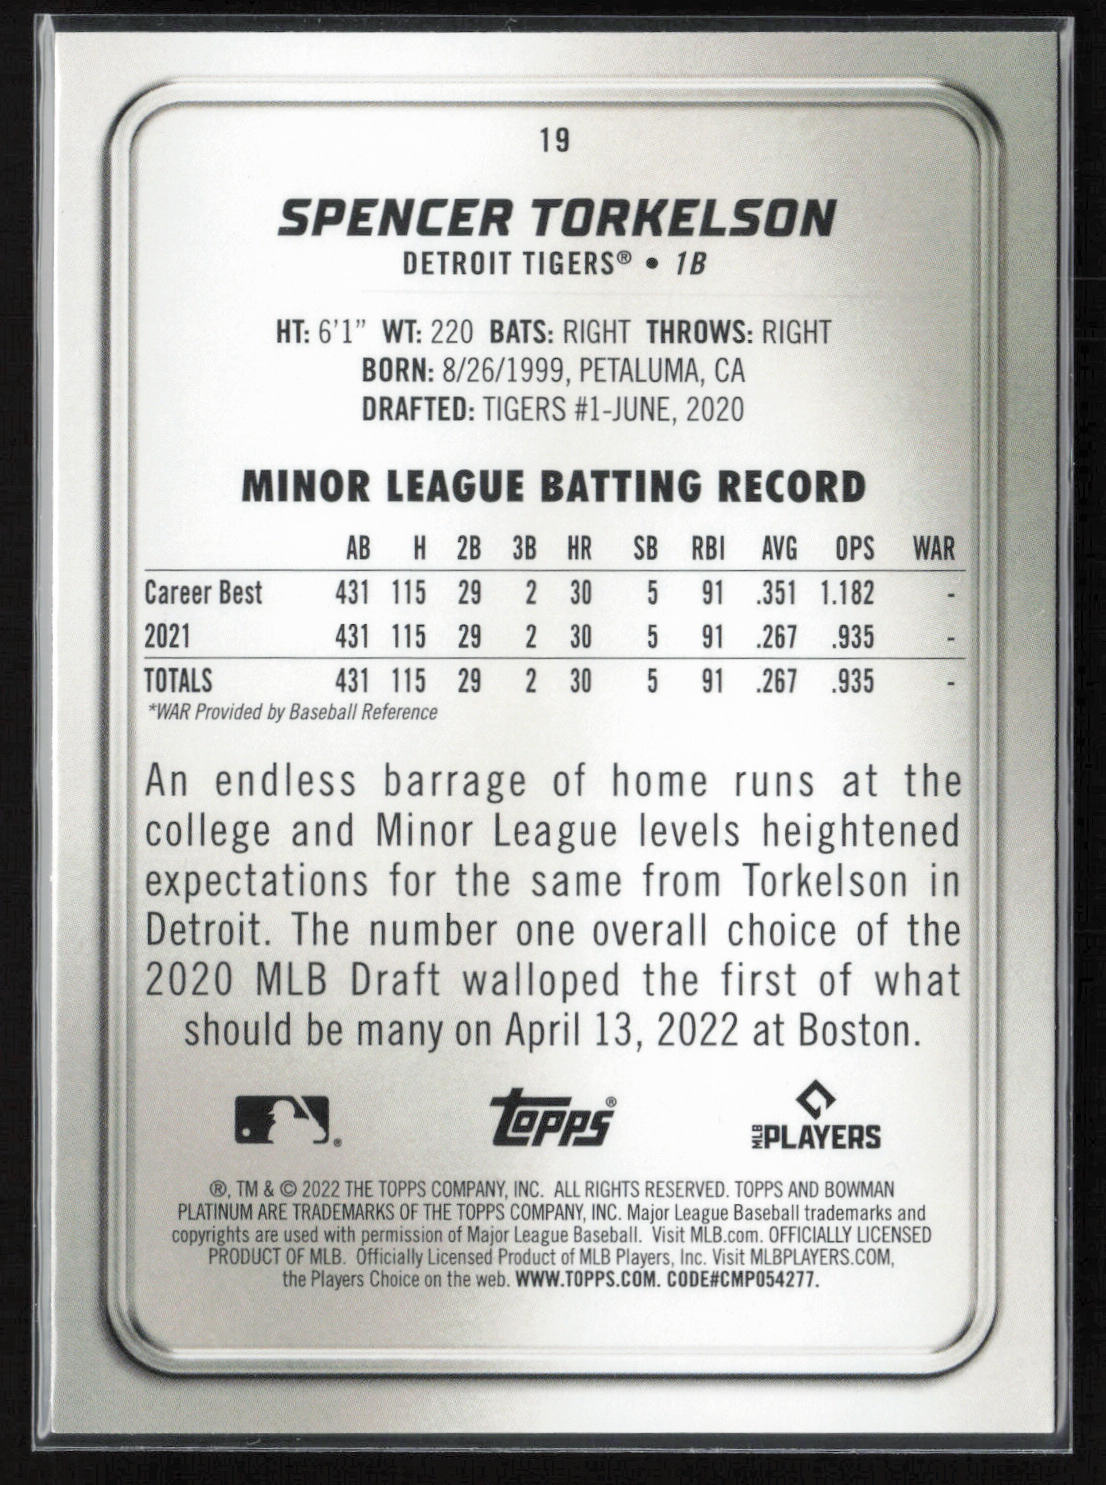 19
SPENCER TORKELSON
DETROIT TIGERS® • 1B
HT: 6'1" WT: 220 BATS: RIGHT THROWS: RIGHT
BORN: 8/26/1999, PETALUMA, CA
DRAFTED: TIGERS #1-JUNE, 2020
MINOR LEAGUE BATTING RECORD
AB H 2B 3B HR SB RBI AVG OPS WAR
Career Best 431 115 29 2 30 5 91 .351 1.182 -
2021 431 115 29 2 30 5 91 .267 .935 -
TOTALS 431 115 29 2 30 5 91 .267 .935 -
*WAR Provided by Baseball Reference
An endless barrage of home runs at the
college and Minor League levels heightened
expectations for the same from Torkelson in
Detroit. The number one overall choice of the
2020 MLB Draft walloped the first of what
should be many on April 13, 2022 at Boston.
® topps® MLB PLAYERS
®, TM & © 2022 THE TOPPS COMPANY, INC. ALL RIGHTS RESERVED. TOPPS AND BOWMAN
PLATINUM ARE TRADEMARKS OF THE TOPPS COMPANY, INC. Major League Baseball trademarks and
copyrights are used with permission of Major League Baseball. Visit MLB.com. OFFICIALLY LICENSED
PRODUCT OF MLB. Officially Licensed Product of MLB Players, Inc. Visit MLBPLAYERS.COM,
the Players Choice on the web. WWW.TOPPS.COM. CODE#CMP054277.